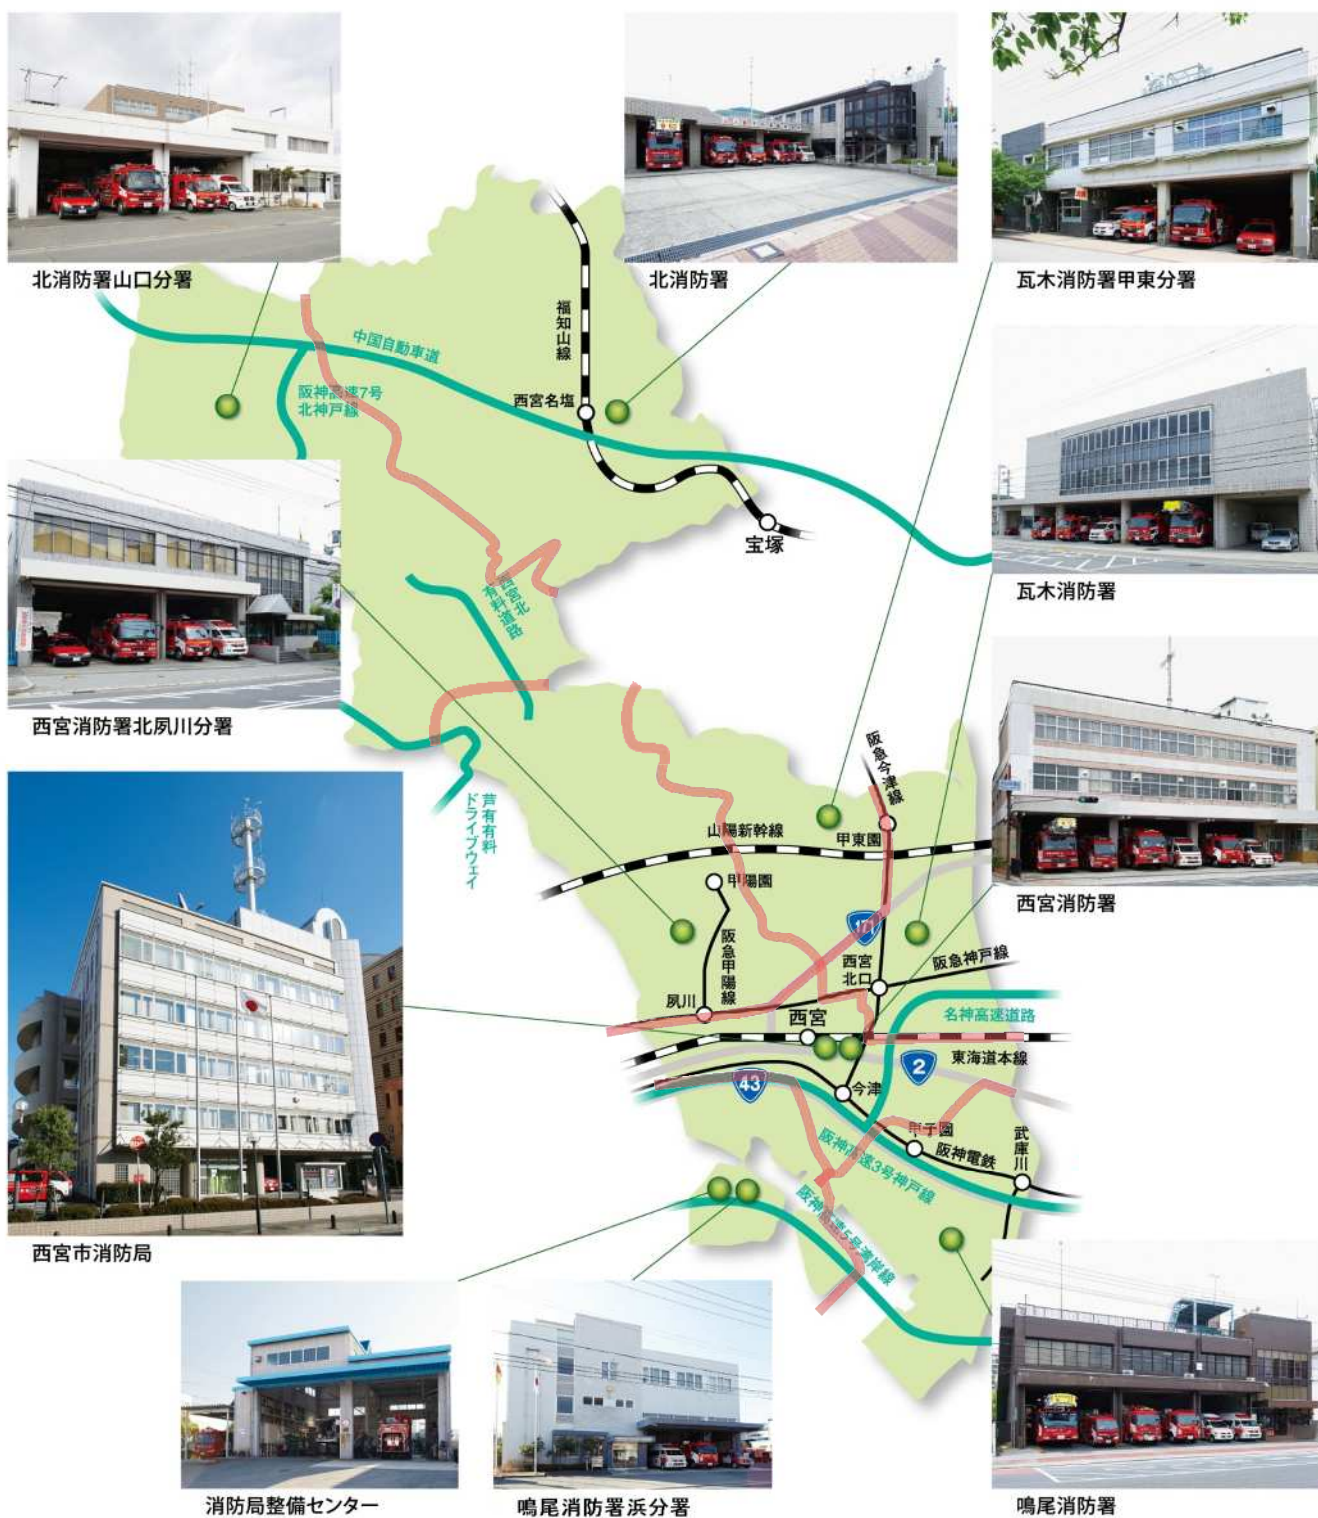 北消防署山口分署
北消防署
瓦木消防署甲東分署
福知山線
中国自動車道
阪神高速7号
北神戸線
西宮名塩
宝塚
瓦木消防署
西宮北
有料道路
西宮消防署北夙川分署
芦有有料
ドライブウェイ
阪急今津線
山陽新幹線
甲東園
甲陽園
西宮消防署
171
阪急甲陽線
西宮
北口
阪急神戸線
夙川
西宮
名神高速道路
東海道本線
2
43
今津
甲子園
阪神電鉄
武庫川
阪神高速3号神戸線
阪神高速5号湾岸線
西宮市消防局
消防局整備センター
鳴尾消防署浜分署
鳴尾消防署